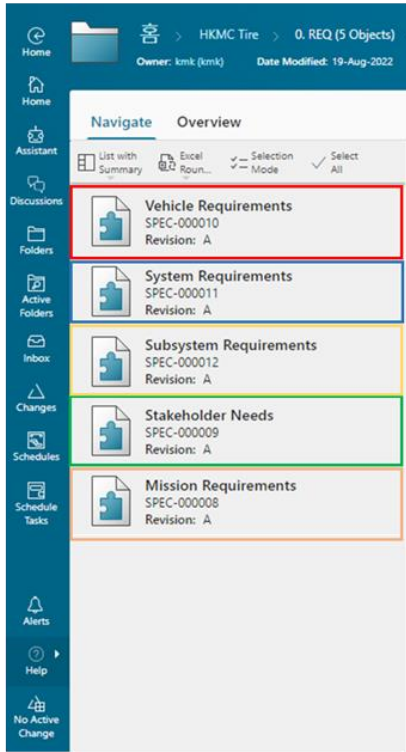 홈 > HKMC Tire > 0. REQ (5 Objects)
Owner: kmk (kmk) Date Modified: 19-Aug-2022
Home
Home
Assistant
Discussions
Folders
Active
Folders
Inbox
Changes
Schedules
Schedule
Tasks
Alerts
Help
No Active
Change
Navigate Overview
List with
Summary
Excel
Roun...
Selection
Mode
Select
All
Vehicle Requirements
SPEC-000010
Revision: A
System Requirements
SPEC-000011
Revision: A
Subsystem Requirements
SPEC-000012
Revision: A
Stakeholder Needs
SPEC-000009
Revision: A
Mission Requirements
SPEC-000008
Revision: A